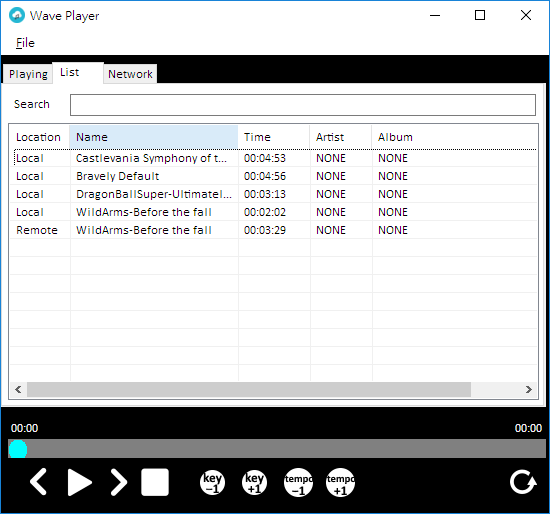 Wave Player
File
Playing List Network
Search
Location Name Time Artist Album
Local Castlevania Symphony of t... 00:04:53 NONE NONE
Local Bravely Default 00:04:56 NONE NONE
Local DragonBallSuper-Ultimatel... 00:03:13 NONE NONE
Local WildArms-Before the fall 00:02:02 NONE NONE
Remote WildArms-Before the fall 00:03:29 NONE NONE
00:00 00:00
key -1 key +1 tempo -1 tempo +1